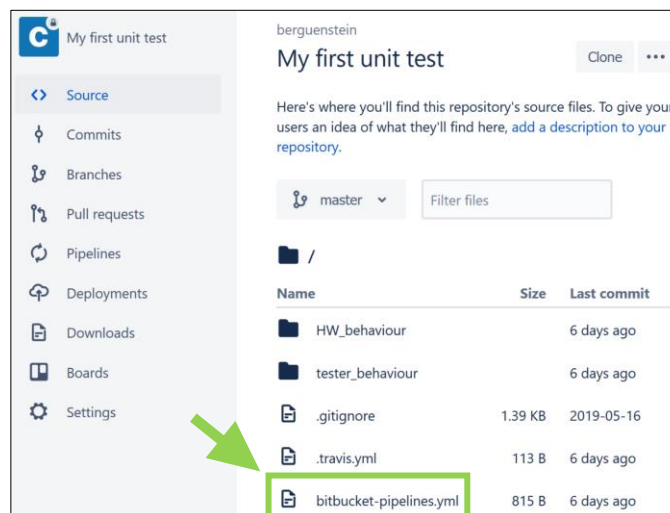 C
My first unit test
Source
Commits
Branches
Pull requests
Pipelines
Deployments
Downloads
Boards
Settings
berguenstein
My first unit test
Clone
Here's where you'll find this repository's source files. To give your
users an idea of what they'll find here, add a description to your
repository.
master
Filter files
/
Name Size Last commit
HW_behaviour 6 days ago
tester_behaviour 6 days ago
.gitignore 1.39 KB 2019-05-16
.travis.yml 113 B 6 days ago
bitbucket-pipelines.yml 815 B 6 days ago